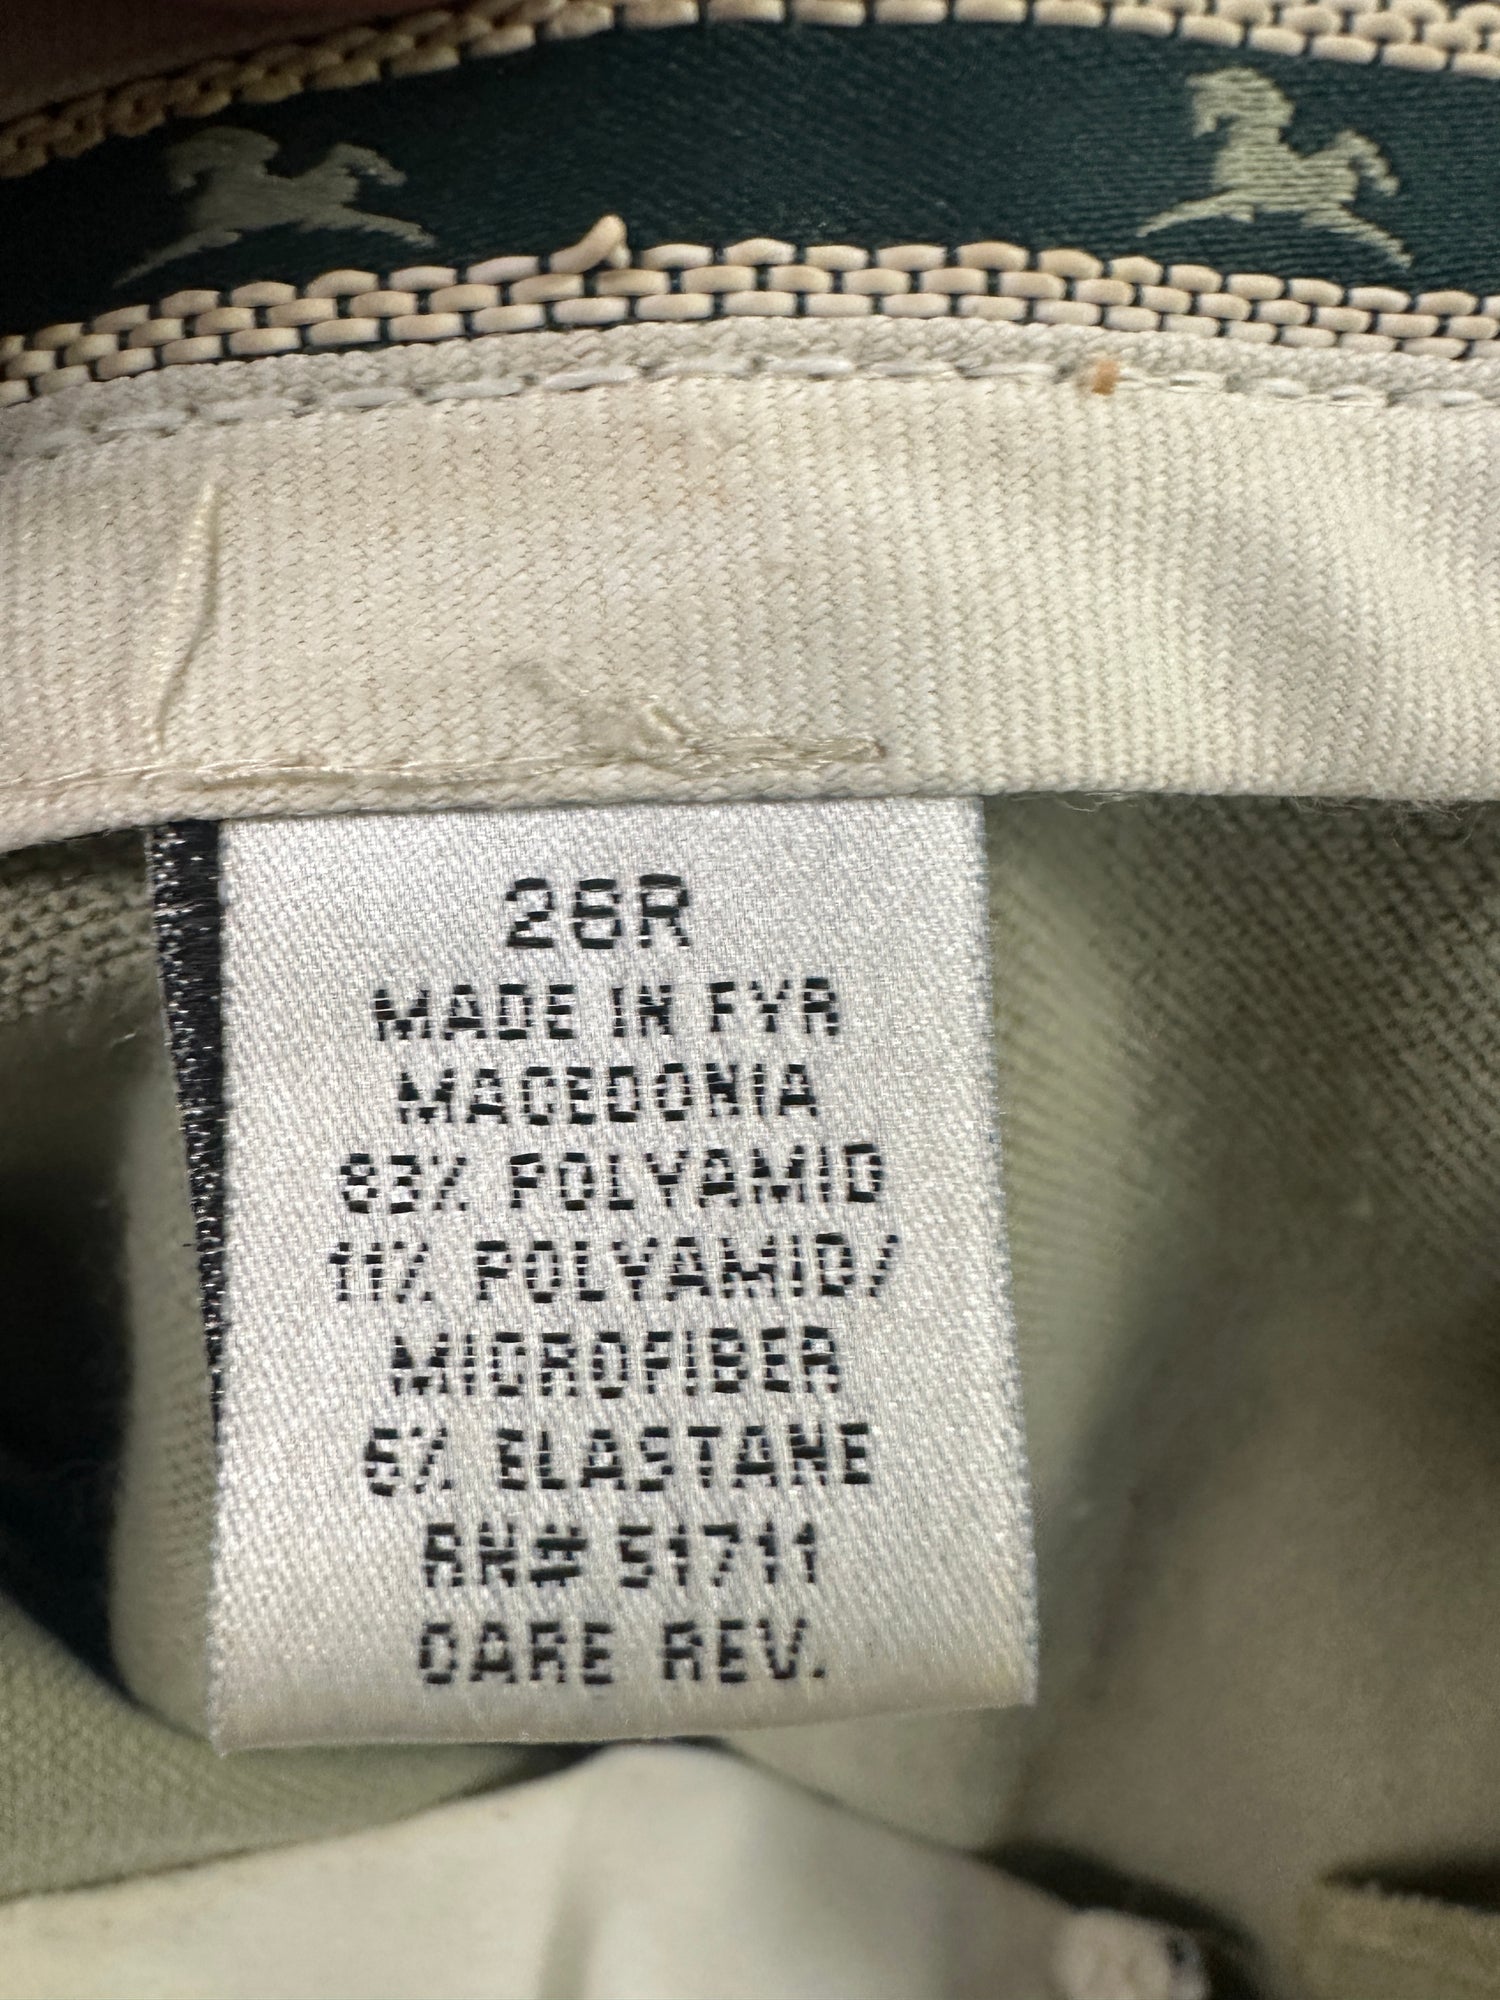 26R
MADE IN FYR
MACEDONIA
83% POLYAMID
11% POLYAMID/
MICROFIBER
6% ELASTANE
RN# 51711
CARE REV.